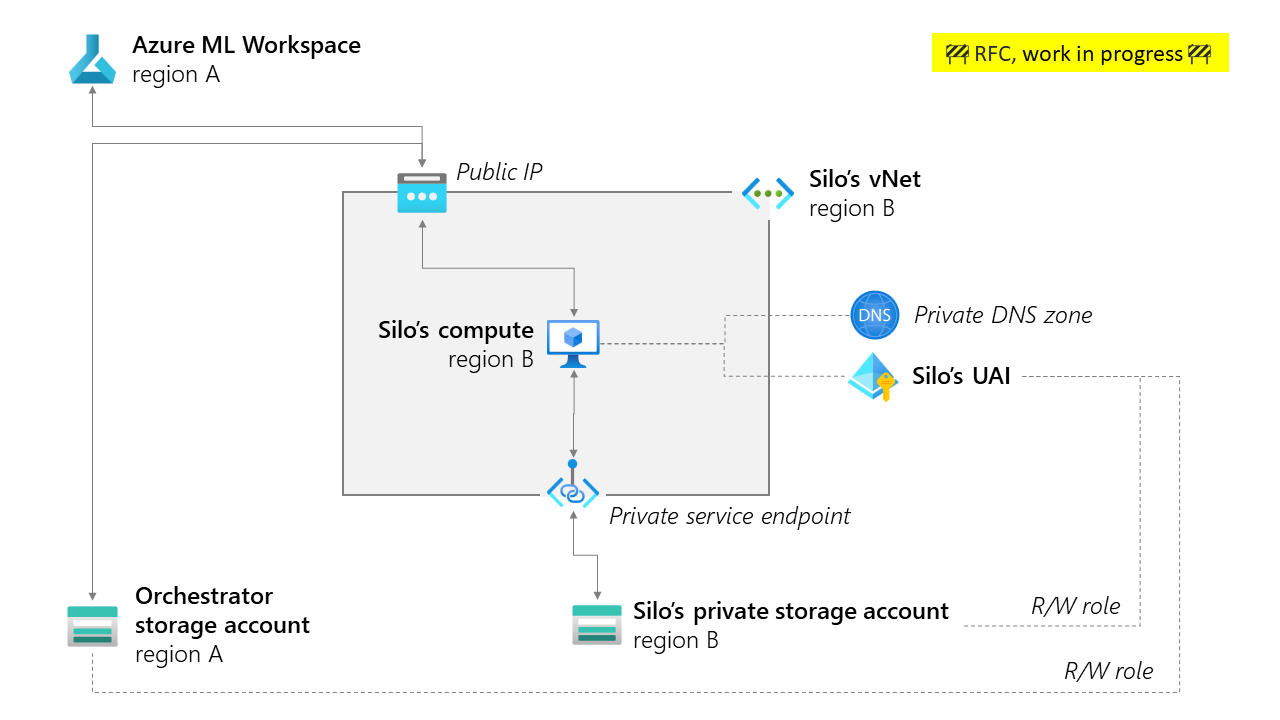 Azure ML Workspace
region A
🚧 RFC, work in progress 🚧
Public IP
Silo's vNet
region B
Silo's compute
region B
DNS
Private DNS zone
Silo's UAI
Private service endpoint
Orchestrator
storage account
region A
Silo's private storage account
region B
R/W role
R/W role